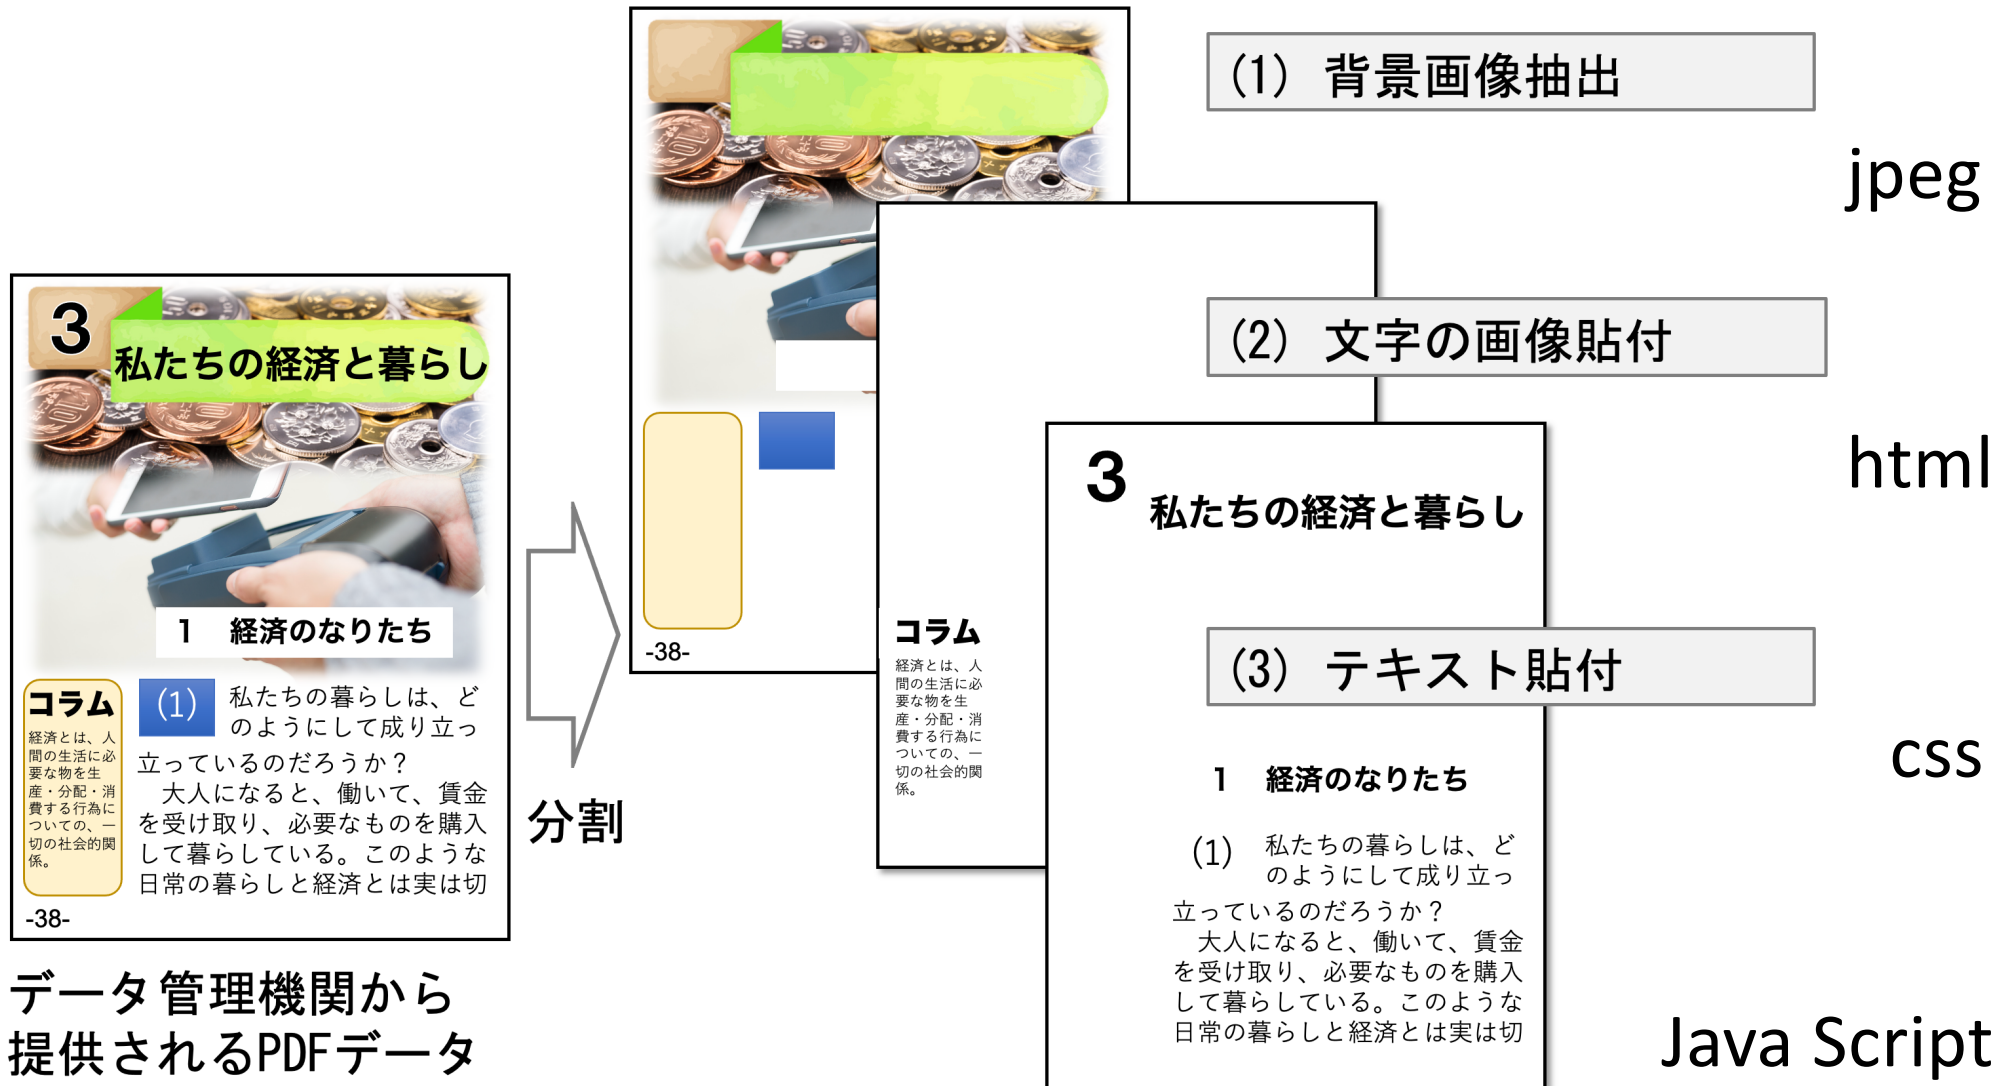 3
私たちの経済と暮らし
1 経済のなりたち
コラム
経済とは、人
間の生活に必
要な物を生
産・分配・消
費する行為に
ついての、一
切の社会的関
係。
(1)
私たちの暮らしは、ど
のようにして成り立っ
立っているのだろうか？
大人になると、働いて、賃金
を受け取り、必要なものを購入
して暮らしている。このような
日常の暮らしと経済とは実は切
-38-
データ管理機関から
提供されるPDFデータ
分割
-38-
コラム
経済とは、人
間の生活に必
要な物を生
産・分配・消
費する行為に
ついての、一
切の社会的関
係。
3
私たちの経済と暮らし
1 経済のなりたち
(1)
私たちの暮らしは、ど
のようにして成り立っ
立っているのだろうか？
大人になると、働いて、賃金
を受け取り、必要なものを購入
して暮らしている。このような
日常の暮らしと経済とは実は切
(1) 背景画像抽出
jpeg
(2) 文字の画像貼付
html
(3) テキスト貼付
css
Java Script